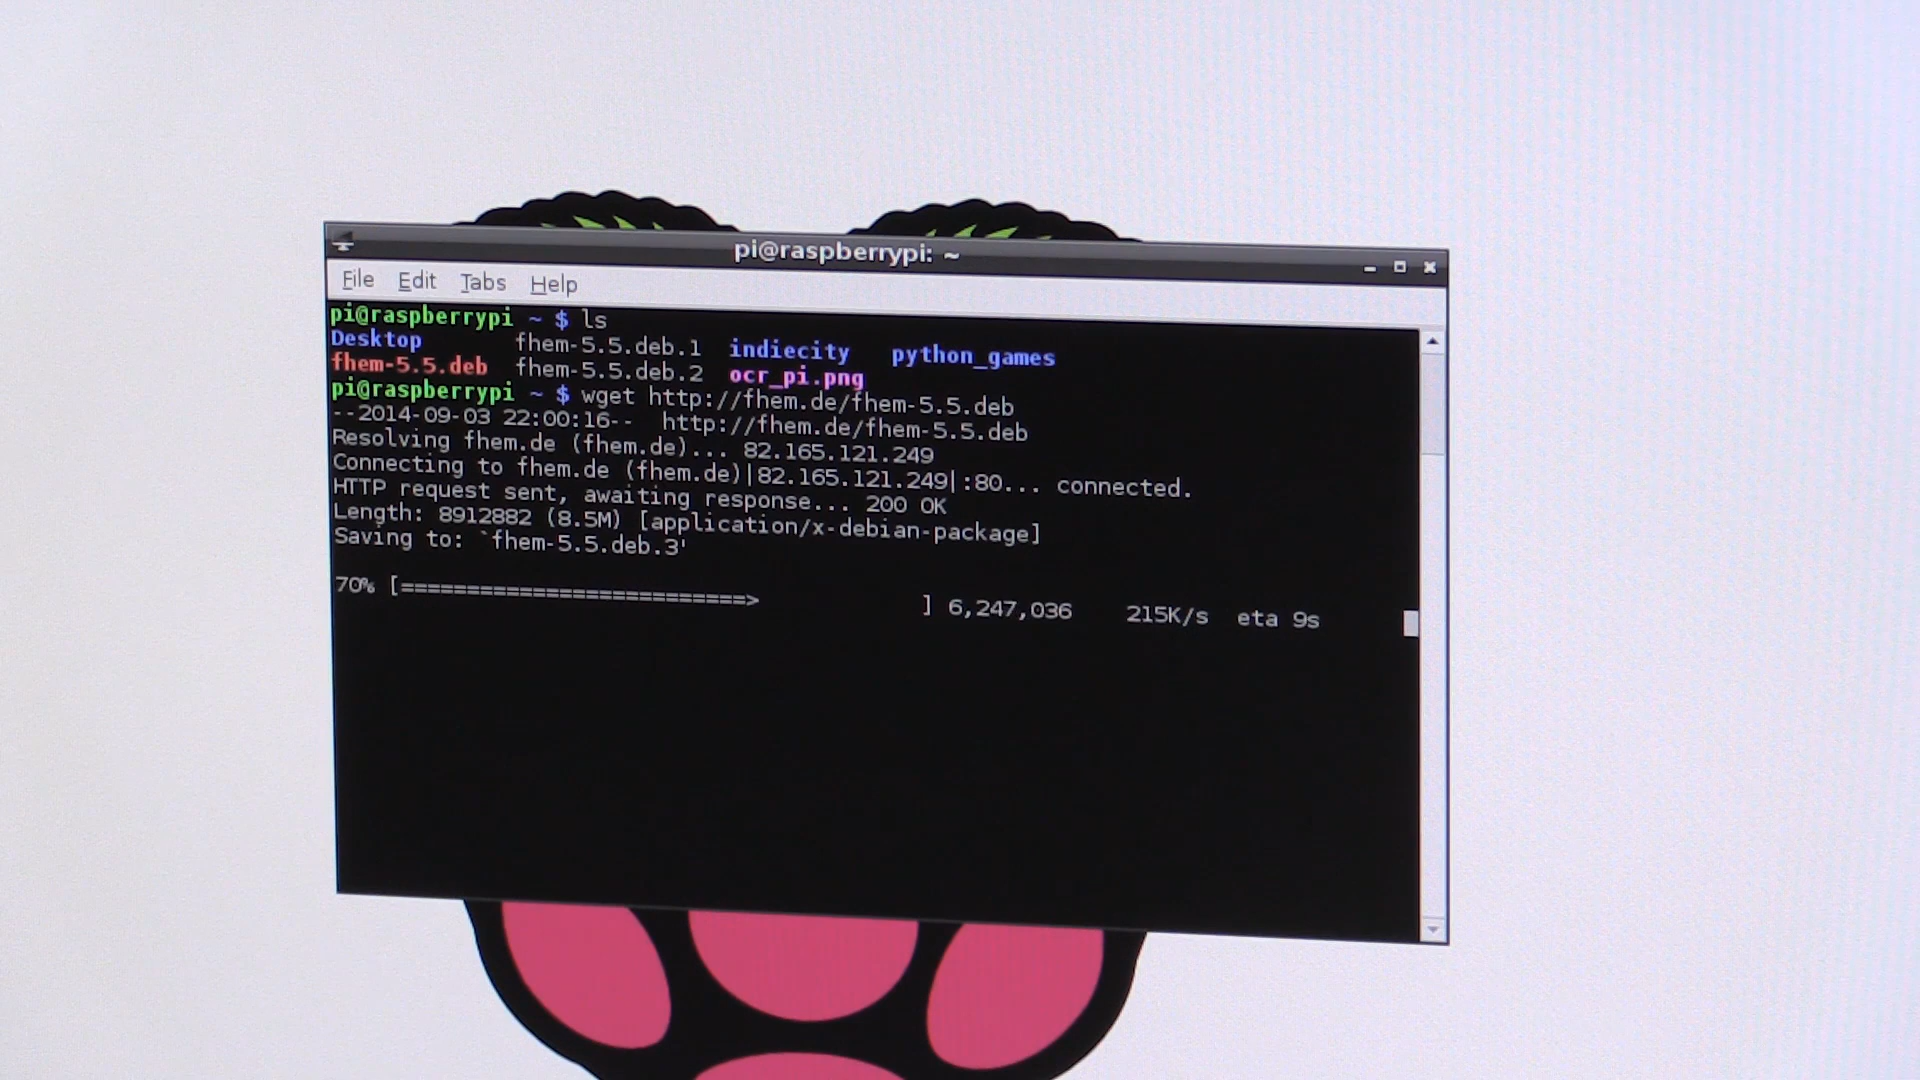 pi@raspberrypi: ~
File Edit Tabs Help
pi@raspberrypi ~ $ ls
Desktop fhem-5.5.deb.1 indiecity python_games
fhem-5.5.deb fhem-5.5.deb.2 ocr_pi.png
pi@raspberrypi ~ $ wget http://fhem.de/fhem-5.5.deb
--2014-09-03 22:00:16-- http://fhem.de/fhem-5.5.deb
Resolving fhem.de (fhem.de)... 82.165.121.249
Connecting to fhem.de (fhem.de)|82.165.121.249|:80... connected.
HTTP request sent, awaiting response... 200 OK
Length: 8912882 (8.5M) [application/x-debian-package]
Saving to: `fhem-5.5.deb.3'
70% [==========================> ] 6,247,036 215K/s eta 9s